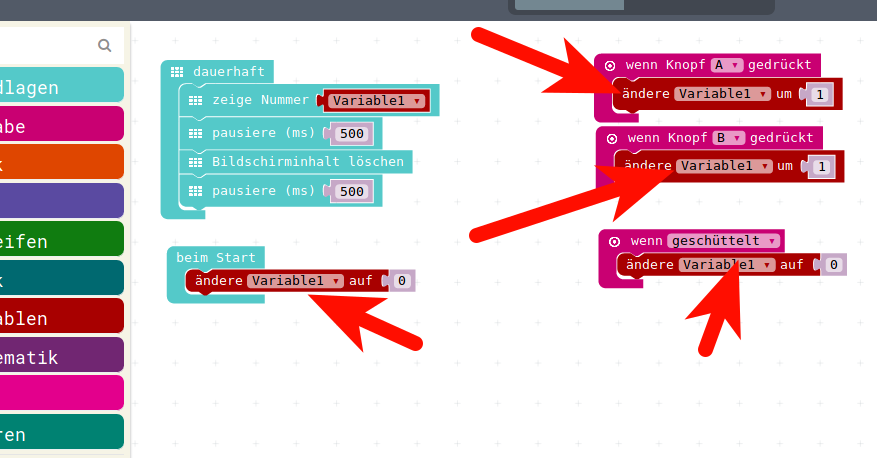 dlagen
abe
k
eifen
k
ablen
ematik
ren
dauerhaft
zeige Nummer Variable1
pausiere (ms) 500
Bildschirminhalt löschen
pausiere (ms) 500
beim Start
ändere Variable1 auf 0
wenn Knopf A gedrückt
ändere Variable1 um 1
wenn Knopf B gedrückt
ändere Variable1 um 1
wenn geschüttelt
ändere Variable1 auf 0